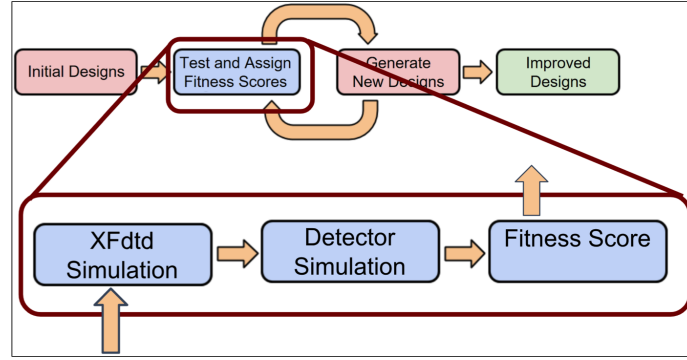 Initial Designs
Test and Assign
Fitness Scores
Generate
New Designs
Improved
Designs
XFdtd
Simulation
Detector
Simulation
Fitness Score